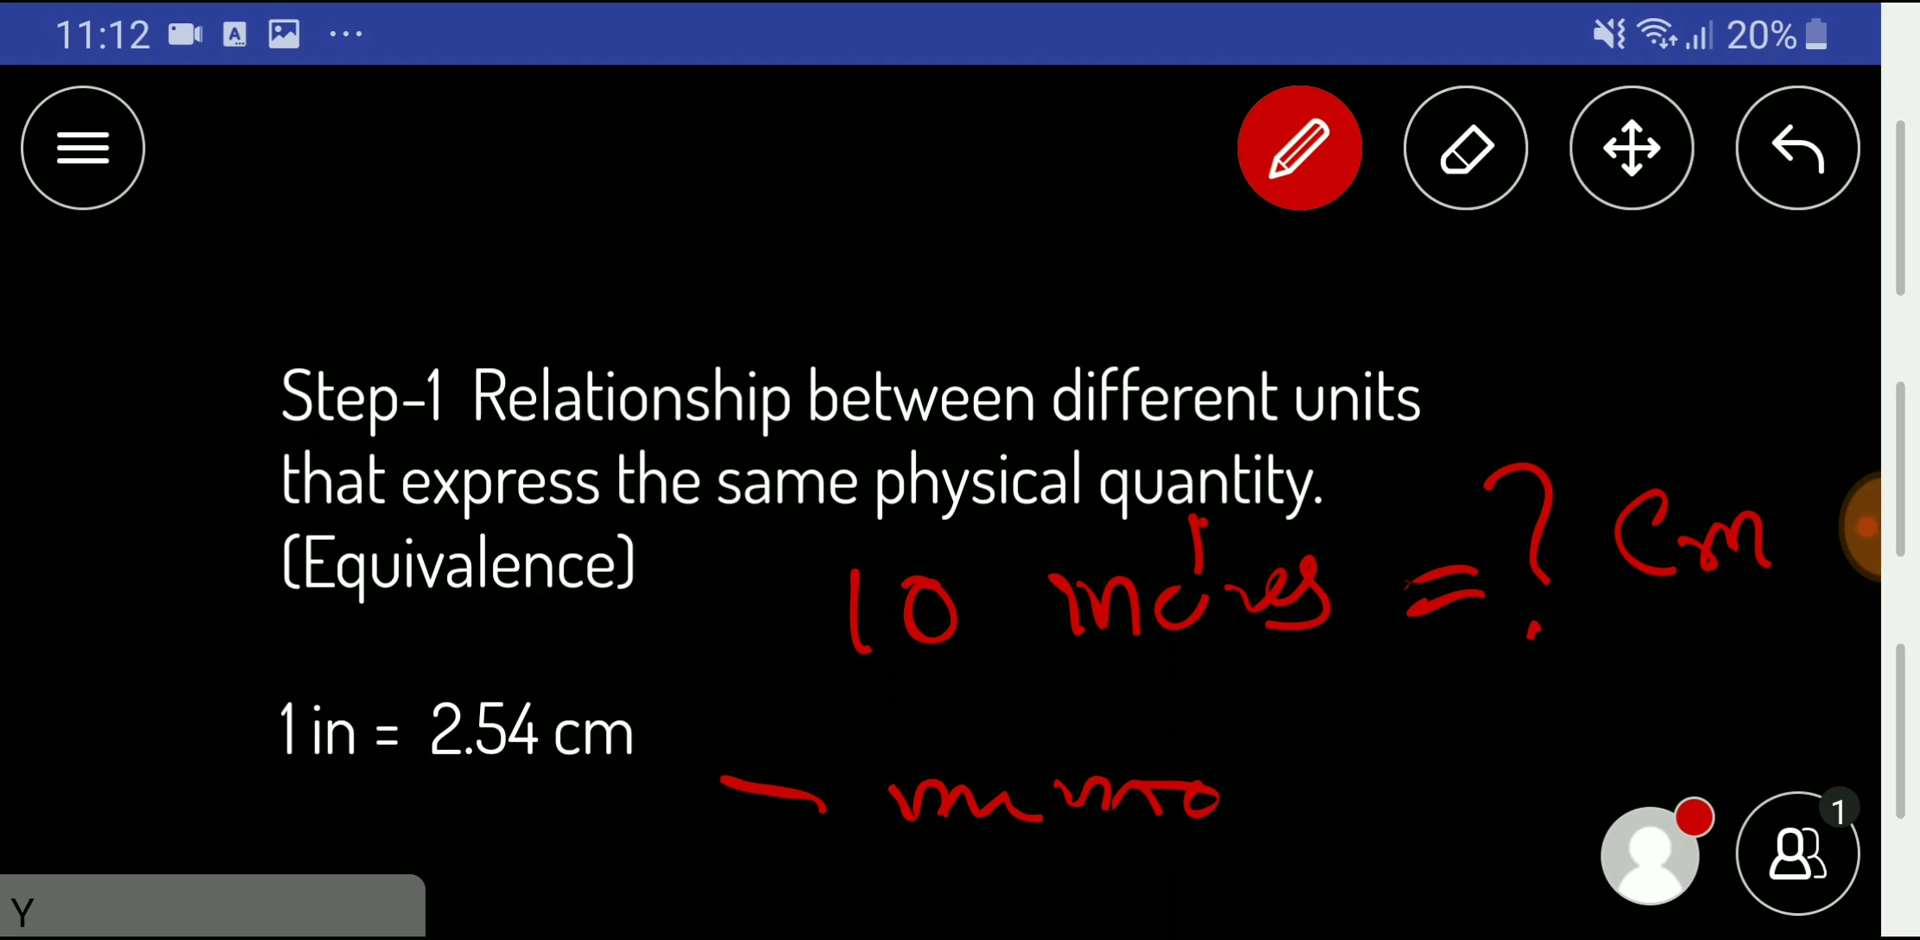 11:12
20%
Step-1 Relationship between different units
that express the same physical quantity.
(Equivalence)
10 = ? cm
1 in = 2.54 cm
1
Y